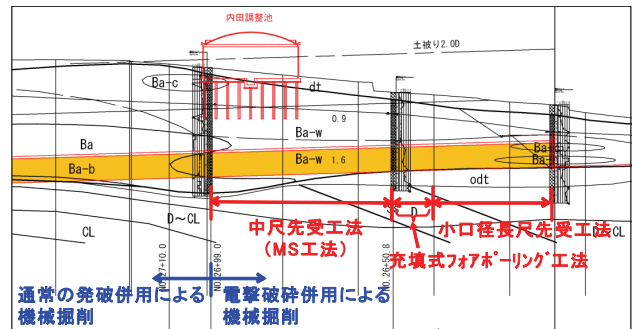 内田調整池
土被り2.0D
Ba-c
dt
0.9
Ba
Ba-w
Ba-w 1.6
Ba-b
odt
D～CL
D
CL
CL
中尺先受工法
(MS工法)
小口径長尺先受工法
充填式フォアポーリング工法
NO.27+10.0
NO.26+99.0
NO.26+50.8
通常の発破併用による
機械掘削
電撃破砕併用による
機械掘削